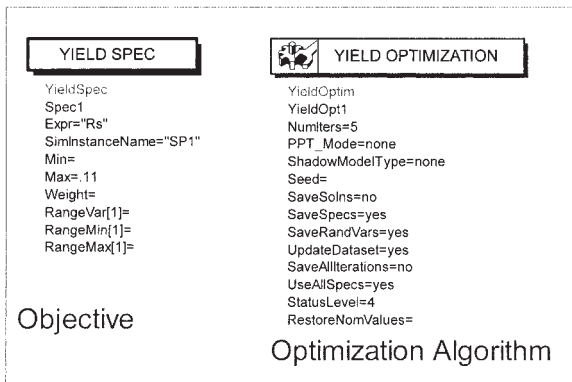 YIELD SPEC
YieldSpec
Spec1
Expr="Rs"
SimInstanceName="SP1"
Min=
Max=.11
Weight=
RangeVar[1]=
RangeMin[1]=
RangeMax[1]=
Objective
YIELD OPTIMIZATION
YieldOptim
YieldOpt1
NumIters=5
PPT_Mode=none
ShadowModelType=none
Seed=
SaveSolns=no
SaveSpecs=yes
SaveRandVars=yes
UpdateDataset=yes
SaveAllIterations=no
UseAllSpecs=yes
StatusLevel=4
RestoreNomValues=
Optimization Algorithm